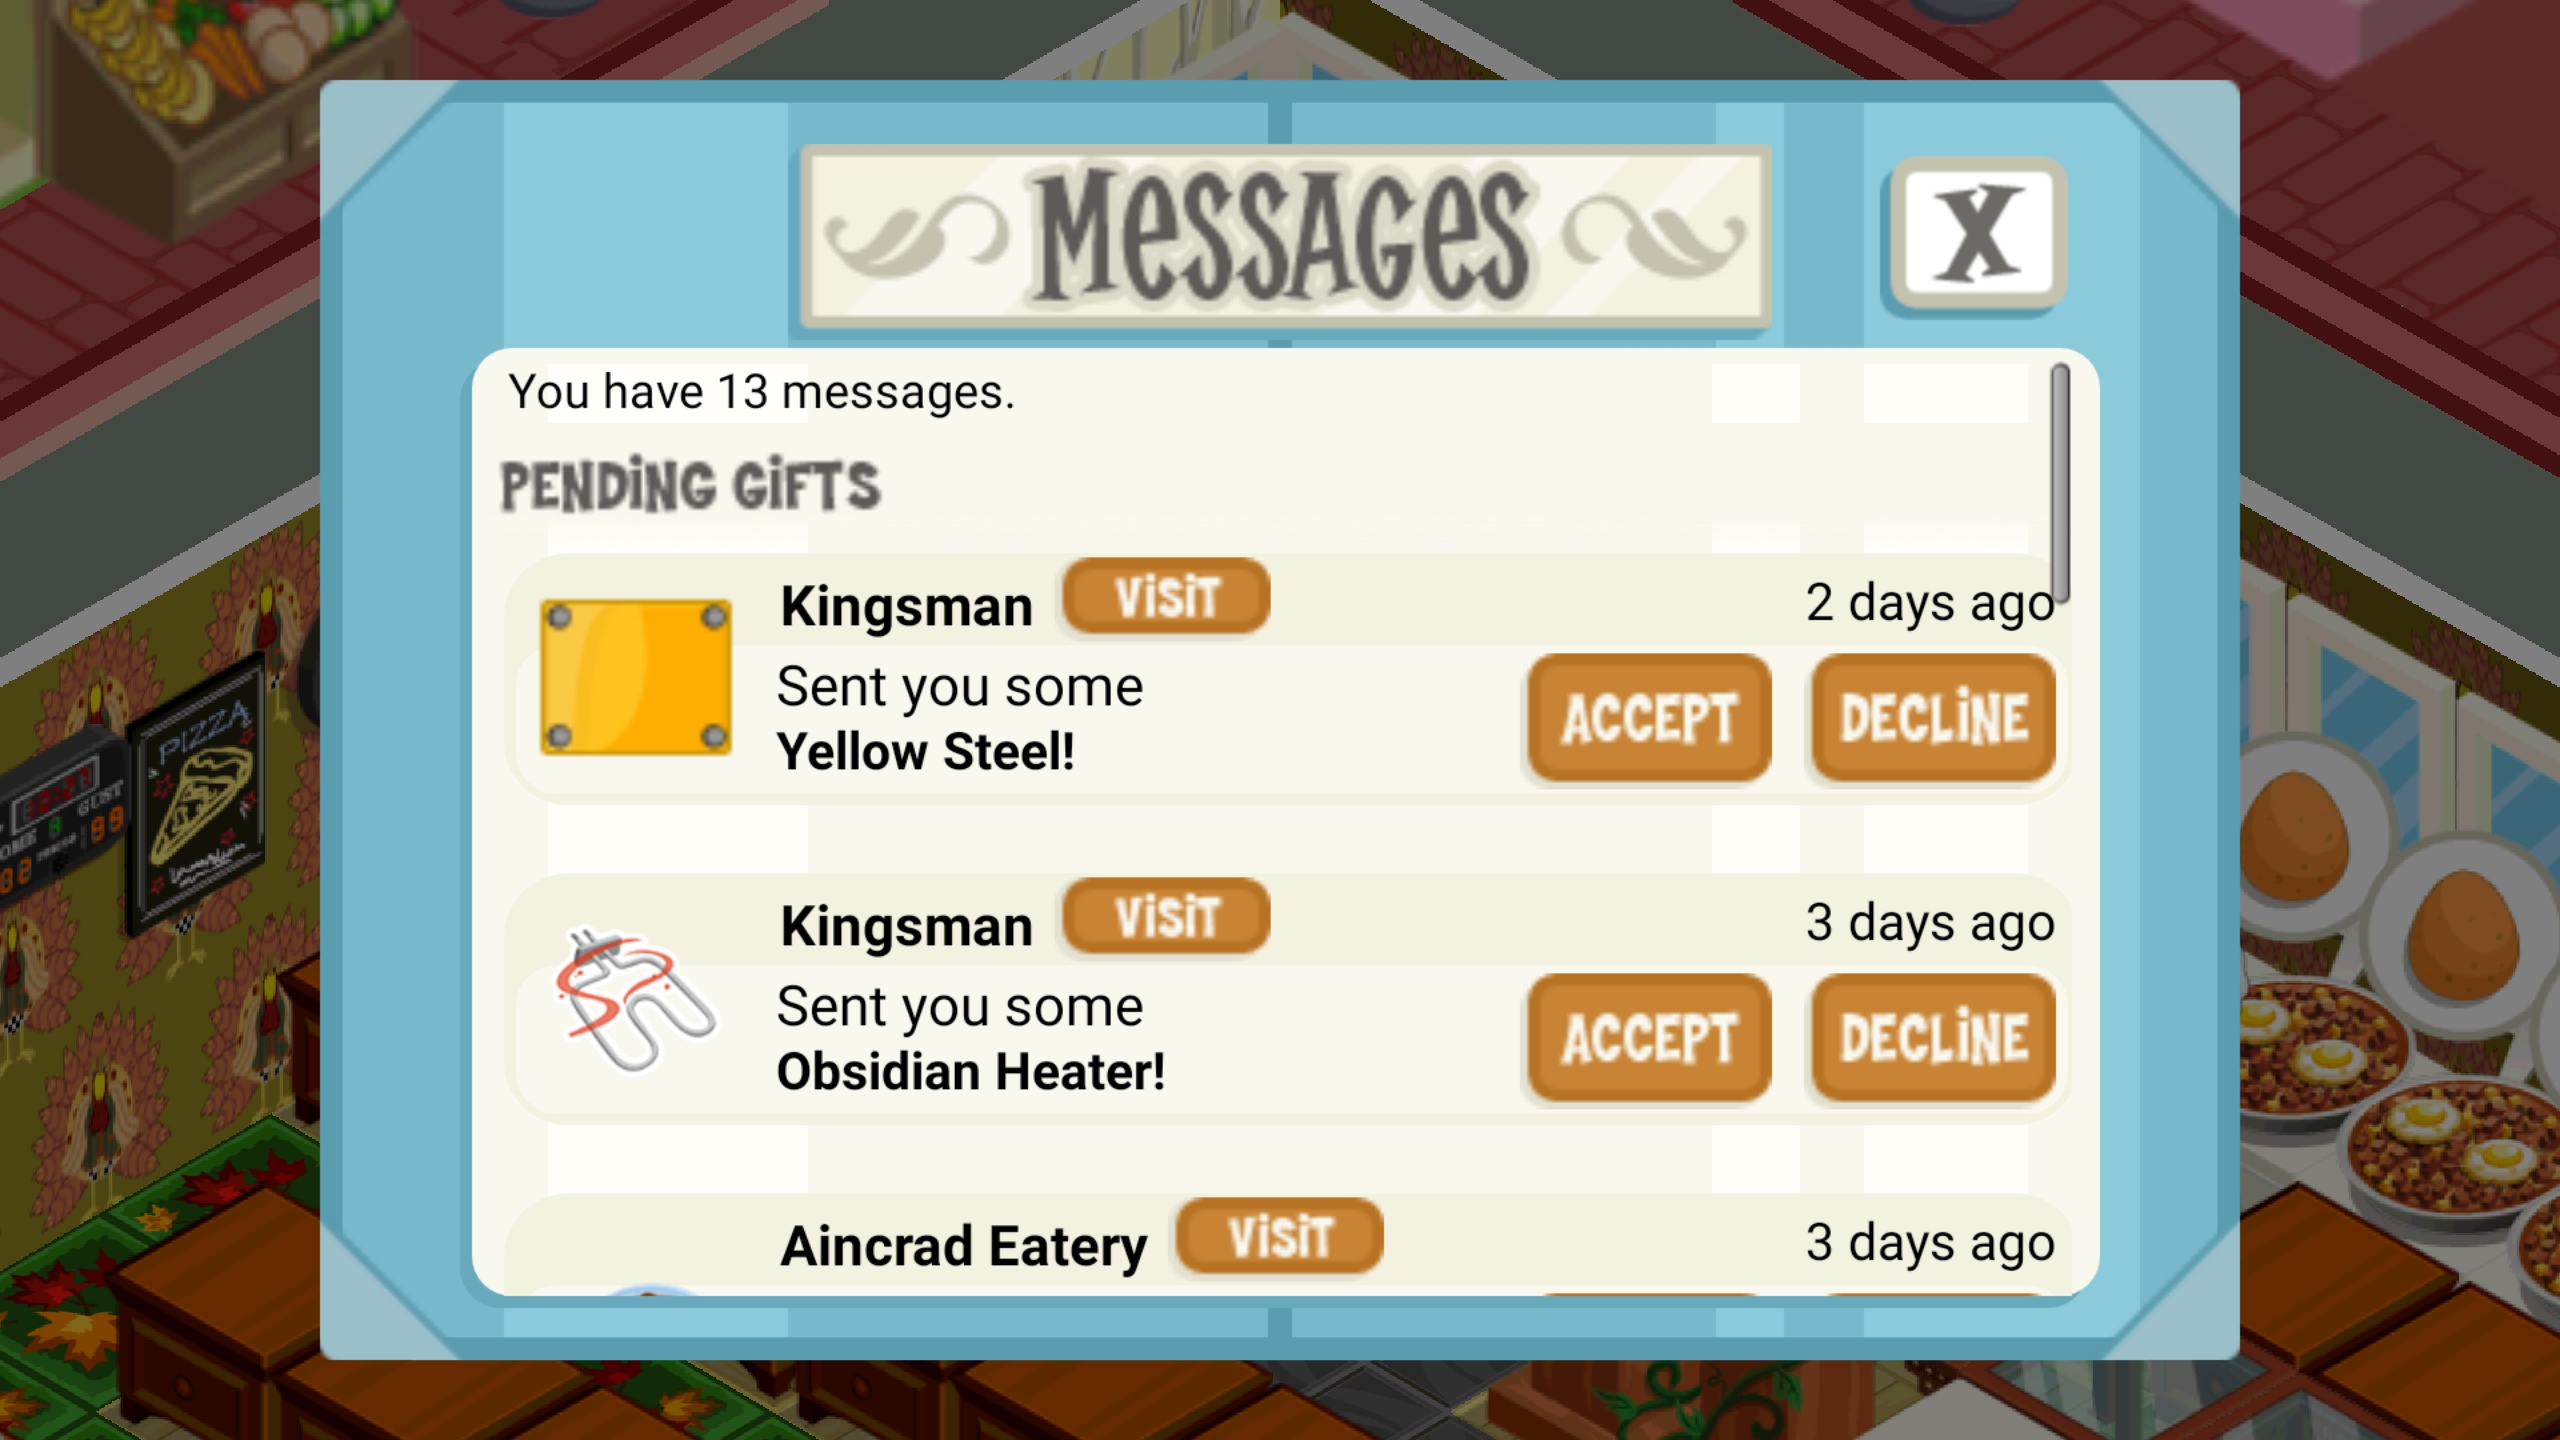 MESSAGES
X
You have 13 messages.
PENDING GIFTS
Kingsman VISIT 2 days ago
Sent you some
Yellow Steel!
ACCEPT DECLINE
Kingsman VISIT 3 days ago
Sent you some
Obsidian Heater!
ACCEPT DECLINE
Aincrad Eatery VISIT 3 days ago
PIZZA
GUST